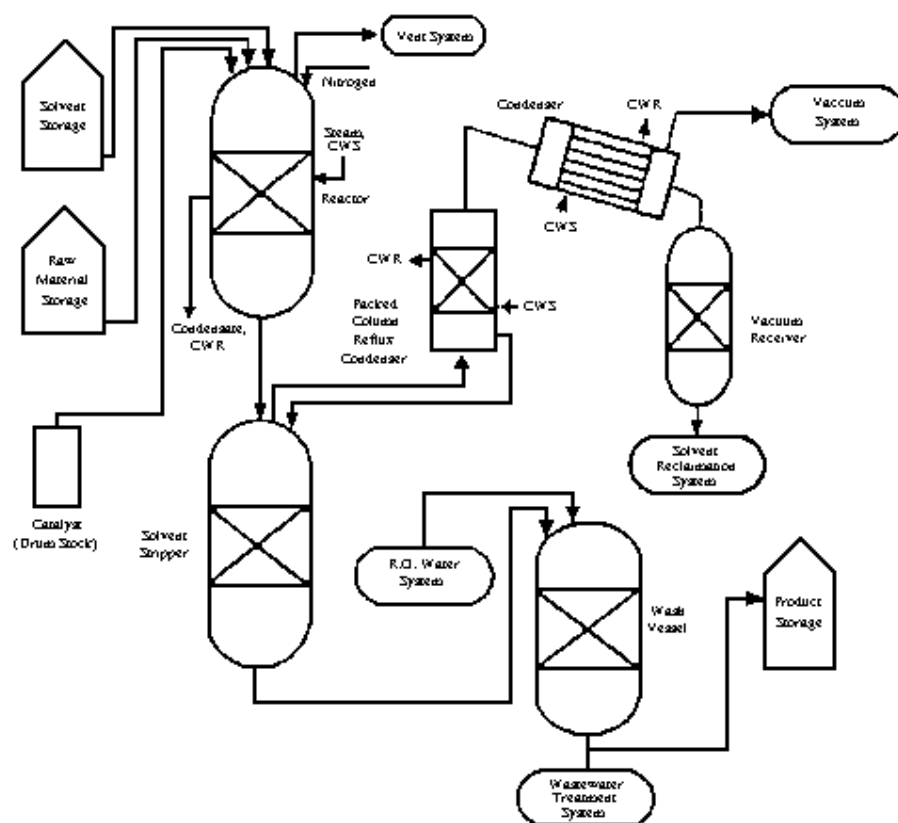 Vent System
Solvent
Storage
Nitrogen
Condenser
CWR
Vaccum
System
Steam,
CWS
Reactor
CWS
Raw
Material
Storage
CWR
CWS
Condensate,
CWR
Packed
Column
Reflux
Condenser
Vacuum
Receiver
Solvent
Reclamation
System
Catalyst
(Drum Stock)
Solvent
Stripper
R.O. Water
System
Wash
Vessel
Product
Storage
Wastewater
Treatment
System